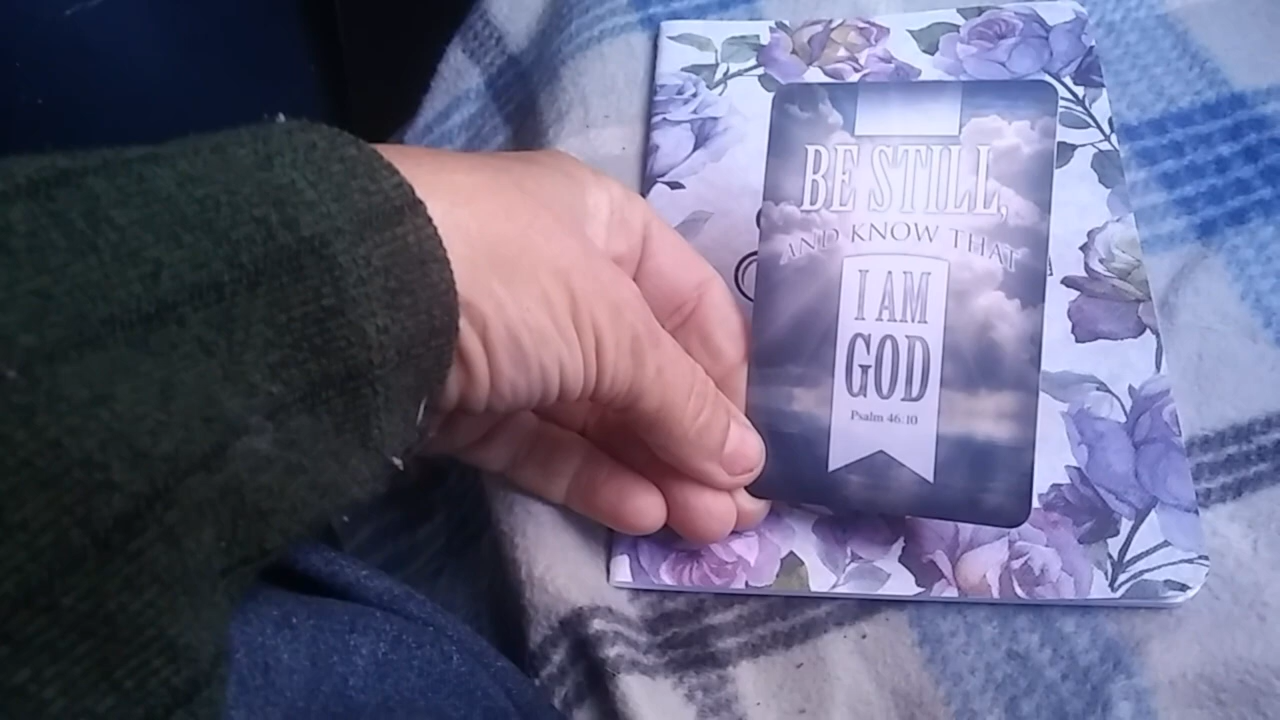 BE STILL,
AND KNOW THAT
I AM
GOD
Psalm 46:10